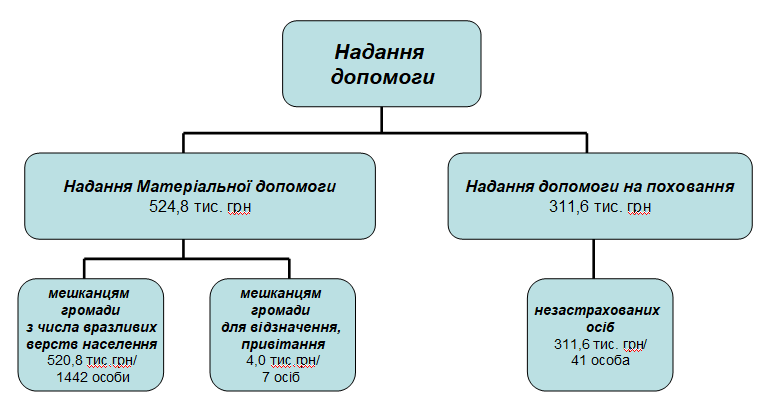 Надання
допомоги
Надання Матеріальної допомоги
524,8 тис. грн
Надання допомоги на поховання
311,6 тис. грн
мешканцям
громади
з числа вразливих
верств населення
520,8 тис.грн/
1442 особи
мешканцям
громади
для відзначення,
привітання
4,0 тис.грн/
7 осіб
незастрахованих
осіб
311,6 тис. грн/
41 особа